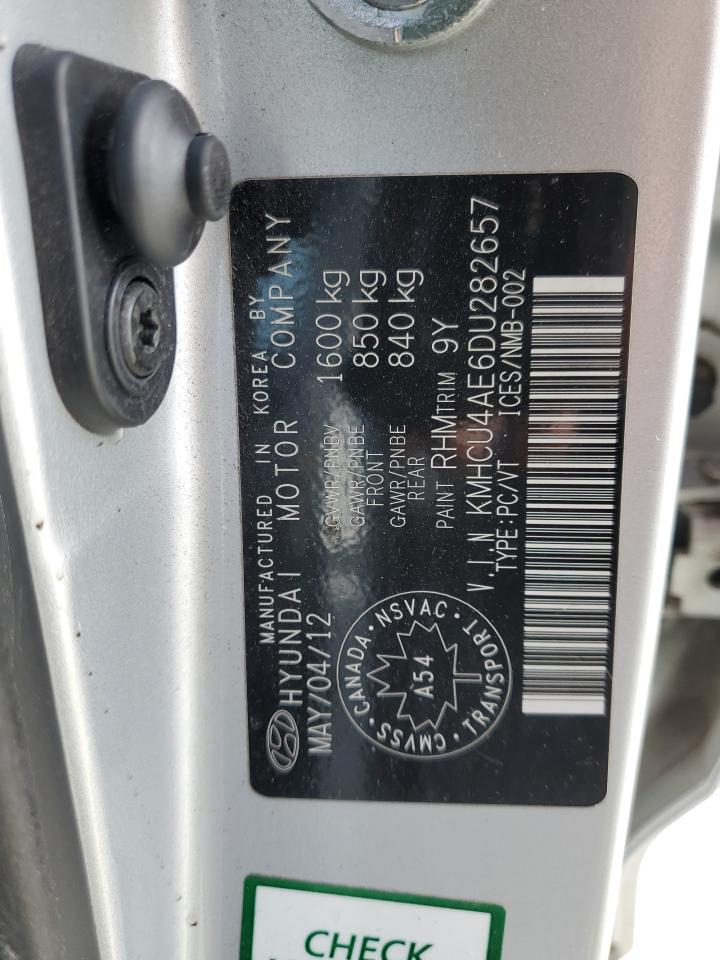 MANUFACTURED IN KOREA BY
HYUNDAI MOTOR COMPANY
MAY/04/12
GVWR/PNBV 1600 kg
GAWR/PNBE FRONT 850 kg
GAWR/PNBE REAR 840 kg
PAINT RHM TRIM 9Y
V.I.N KMHCU4AE6DU282657
TYPE:PC/VT ICES/NMB-002
CANADA · NSVAC · TRANSPORT · CMVSS ·
A54
CHECK